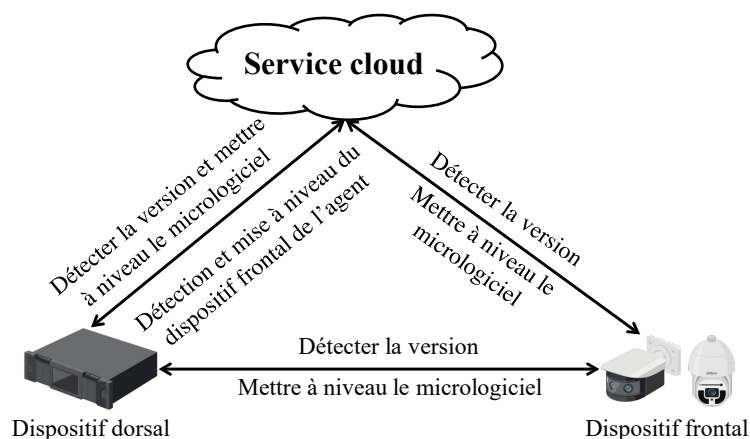 Service cloud
Détecter la version et mettre
à niveau le micrologiciel
Détection et mise à niveau du
dispositif frontal de l'agent
Détecter la version
Mettre à niveau le
micrologiciel
Détecter la version
Mettre à niveau le micrologiciel
Dispositif dorsal
Dispositif frontal